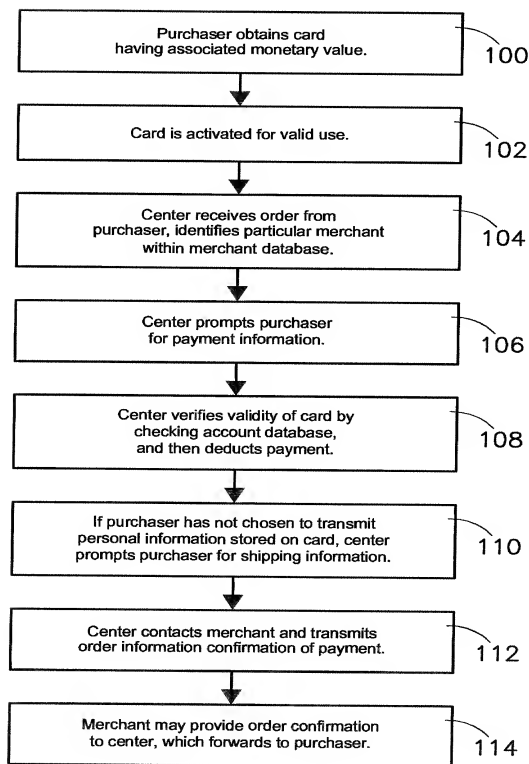 Purchaser obtains card
having associated monetary value.
100
Card is activated for valid use.
102
Center receives order from
purchaser, identifies particular merchant
within merchant database.
104
Center prompts purchaser
for payment information.
106
Center verifies validity of card by
checking account database,
and then deducts payment.
108
If purchaser has not chosen to transmit
personal information stored on card, center
prompts purchaser for shipping information.
110
Center contacts merchant and transmits
order information confirmation of payment.
112
Merchant may provide order confirmation
to center, which forwards to purchaser.
114